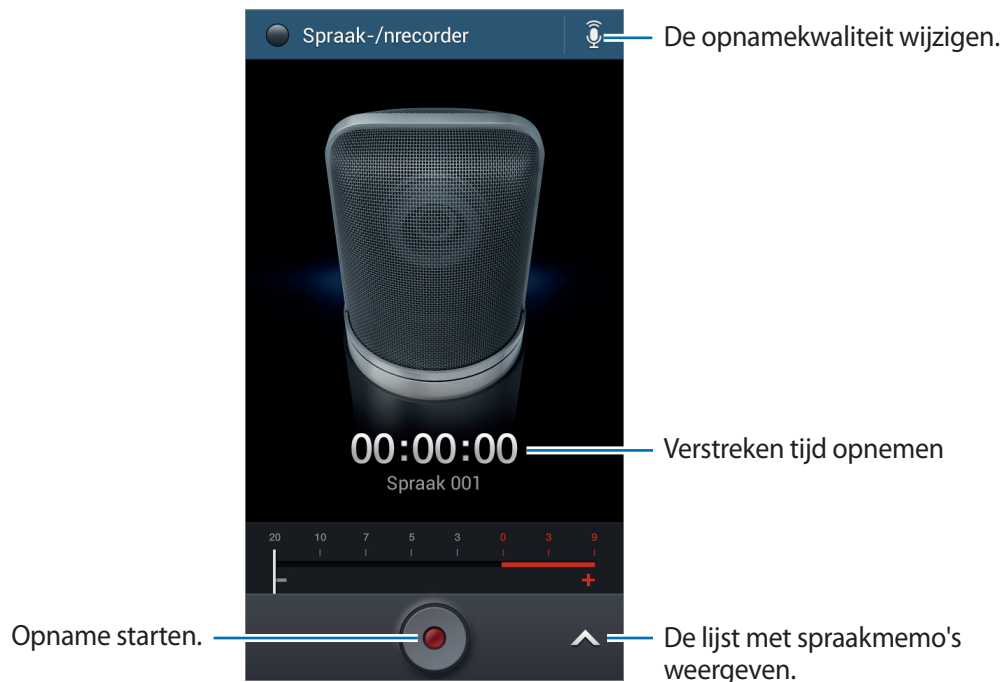 Spraak-/nrecorder
De opnamekwaliteit wijzigen.
00:00:00
Verstreken tijd opnemen
Spraak 001
20 10 7 5 3 0 3 9
- +
Opname starten.
De lijst met spraakmemo's
weergeven.